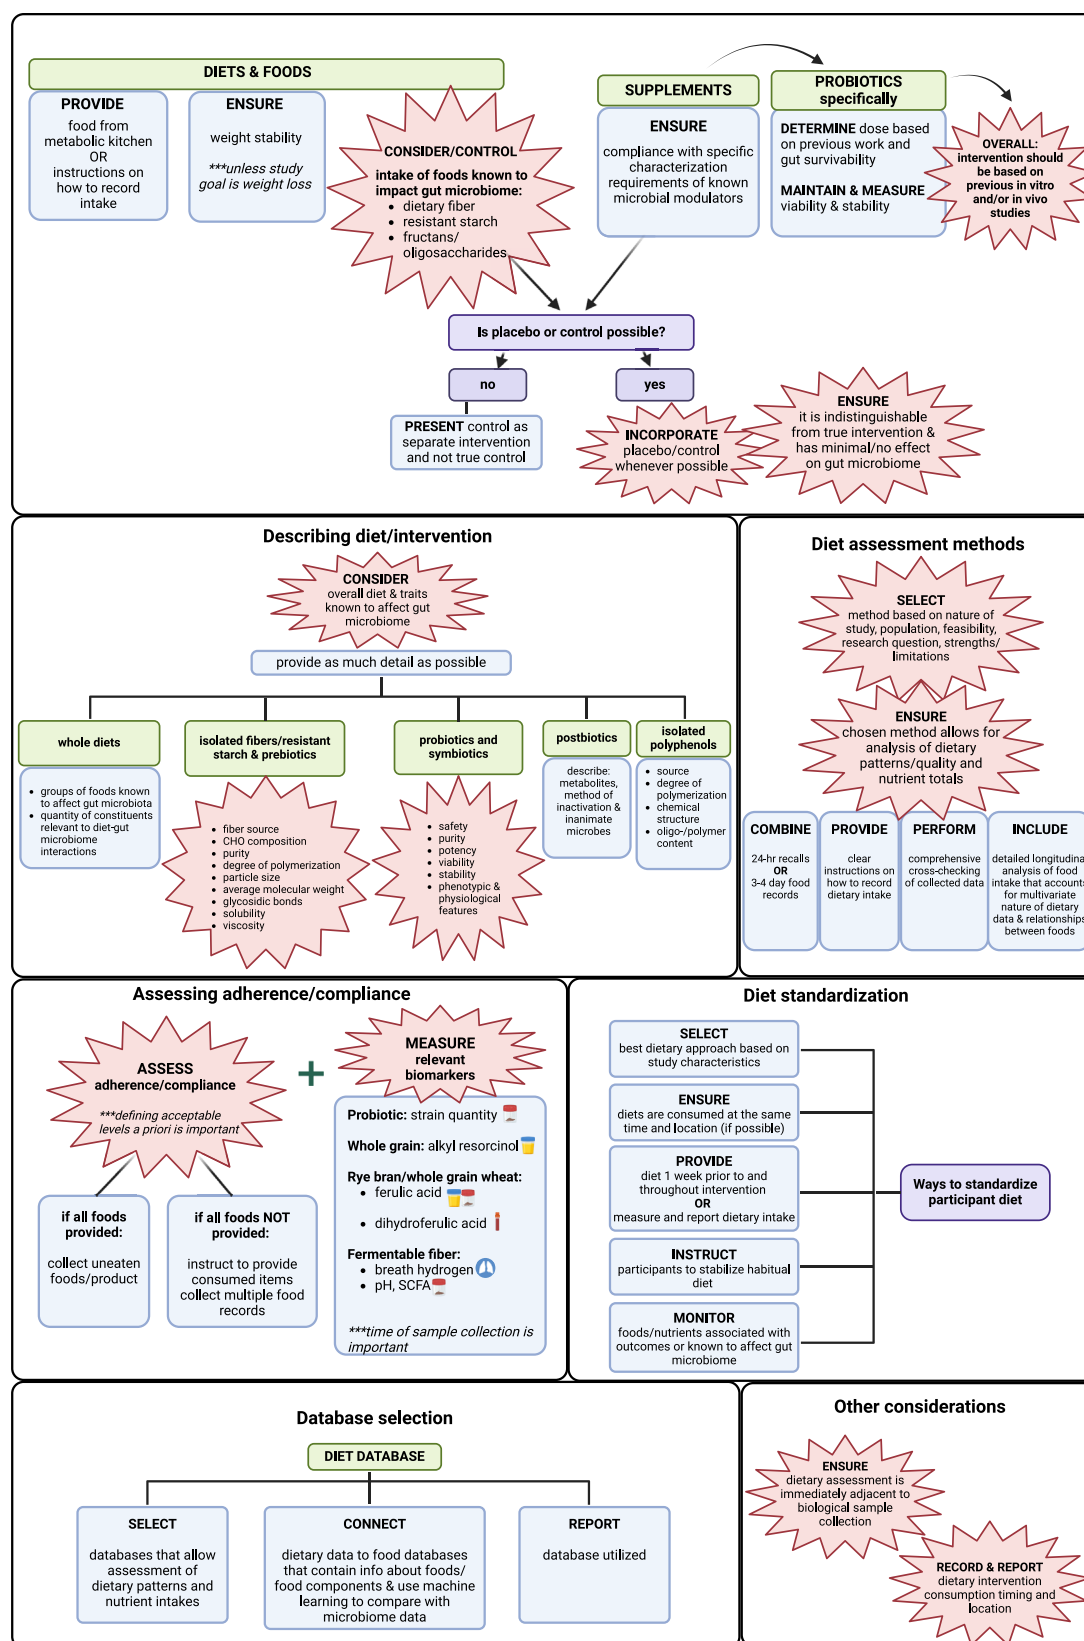 DIETS & FOODS
PROVIDE
food from
metabolic kitchen
OR
instructions on
how to record
intake
ENSURE
weight stability
***unless study
goal is weight loss
CONSIDER/CONTROL
intake of foods known to
impact gut microbiome:
• dietary fiber
• resistant starch
• fructans/
oligosaccharides
SUPPLEMENTS
ENSURE
compliance with specific
characterization
requirements of known
microbial modulators
PROBIOTICS
specifically
DETERMINE dose based
on previous work and
gut survivability
MAINTAIN & MEASURE
viability & stability
OVERALL:
intervention should
be based on
previous in vitro
and/or in vivo
studies
Is placebo or control possible?
no
yes
PRESENT control as
separate intervention
and not true control
INCORPORATE
placebo/control
whenever possible
ENSURE
it is indistinguishable
from true intervention &
has minimal/no effect
on gut microbiome
Describing diet/intervention
CONSIDER
overall diet & traits
known to affect gut
microbiome
provide as much detail as possible
whole diets
• groups of foods known
to affect gut microbiota
• quantity of constituents
relevant to diet-gut
microbiome
interactions
isolated fibers/resistant
starch & prebiotics
• fiber source
• CHO composition
• purity
• degree of polymerization
• particle size
• average molecular weight
• glycosidic bonds
• solubility
• viscosity
probiotics and
symbiotics
• safety
• purity
• potency
• viability
• stability
• phenotypic &
physiological
features
postbiotics
describe:
metabolites,
method of
inactivation &
inanimate
microbes
isolated
polyphenols
• source
• degree of
polymerization
• chemical
structure
• oligo-/polymer
content
Diet assessment methods
SELECT
method based on nature of
study, population, feasibility,
research question, strengths/
limitations
ENSURE
chosen method allows for
analysis of dietary
patterns/quality and
nutrient totals
COMBINE
24-hr recalls
OR
3-4 day food
records
PROVIDE
clear
instructions on
how to record
dietary intake
PERFORM
comprehensive
cross-checking
of collected data
INCLUDE
detailed longitudinal
analysis of food
intake that accounts
for multivariate
nature of dietary
data & relationships
between foods
Assessing adherence/compliance
ASSESS
adherence/compliance
***defining acceptable
levels a priori is important
if all foods
provided:
collect uneaten
foods/product
if all foods NOT
provided:
instruct to provide
consumed items
collect multiple food
records
+
MEASURE
relevant
biomarkers
Probiotic: strain quantity
Whole grain: alkyl resorcinol
Rye bran/whole grain wheat:
• ferulic acid
• dihydroferulic acid
Fermentable fiber:
• breath hydrogen
• pH, SCFA
***time of sample collection is
important
Diet standardization
SELECT
best dietary approach based on
study characteristics
ENSURE
diets are consumed at the same
time and location (if possible)
PROVIDE
diet 1 week prior to and
throughout intervention
OR
measure and report dietary intake
INSTRUCT
participants to stabilize habitual
diet
MONITOR
foods/nutrients associated with
outcomes or known to affect gut
microbiome
Ways to standardize
participant diet
Database selection
DIET DATABASE
SELECT
databases that allow
assessment of
dietary patterns and
nutrient intakes
CONNECT
dietary data to food databases
that contain info about foods/
food components & use machine
learning to compare with
microbiome data
REPORT
database utilized
Other considerations
ENSURE
dietary assessment is
immediately adjacent to
biological sample
collection
RECORD & REPORT
dietary intervention
consumption timing and
location